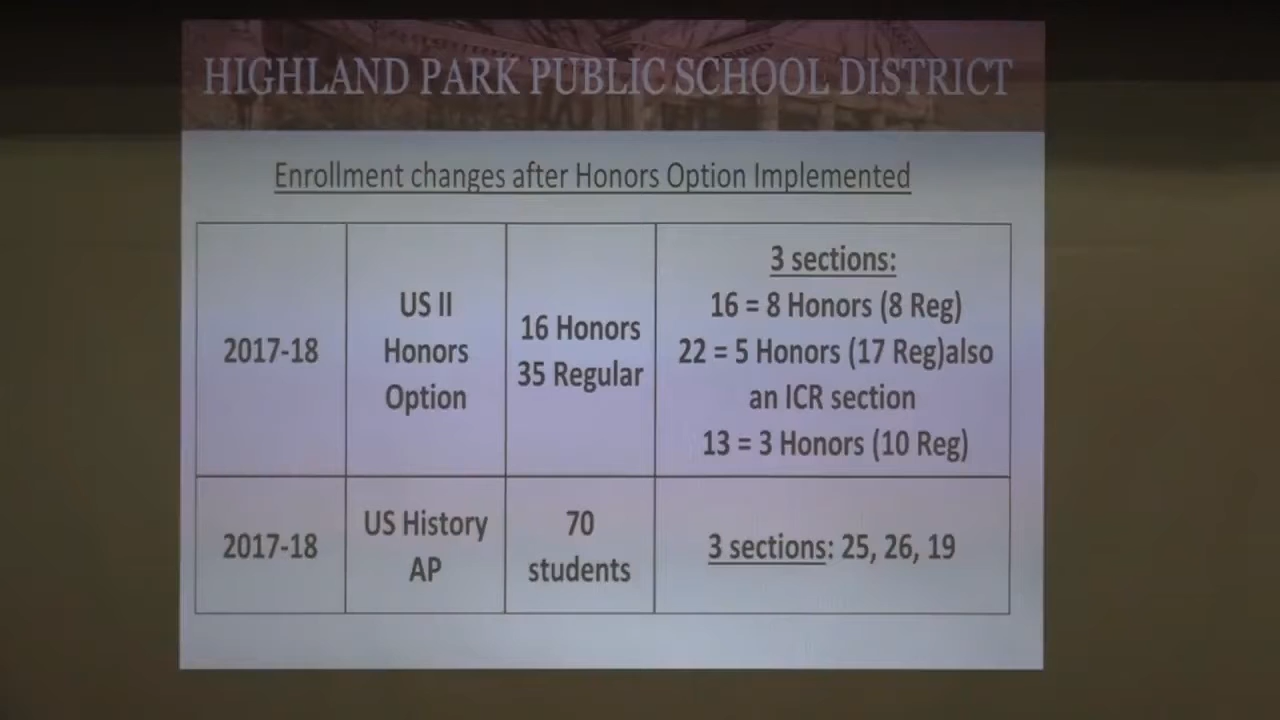 HIGHLAND PARK PUBLIC SCHOOL DISTRICT
Enrollment changes after Honors Option Implemented
2017-18
US II
Honors
Option
16 Honors
35 Regular
3 sections:
16 = 8 Honors (8 Reg)
22 = 5 Honors (17 Reg)also
an ICR section
13 = 3 Honors (10 Reg)
2017-18
US History
AP
70
students
3 sections: 25, 26, 19